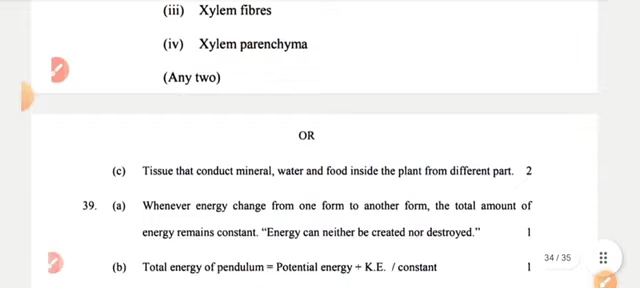 (iii) Xylem fibres
(iv) Xylem parenchyma
(Any two)
OR
(c) Tissue that conduct mineral, water and food inside the plant from different part. 2
39. (a) Whenever energy change from one form to another form, the total amount of
energy remains constant. “Energy can neither be created nor destroyed.” 1
(b) Total energy of pendulum = Potential energy + K.E. / constant 1
34 / 35